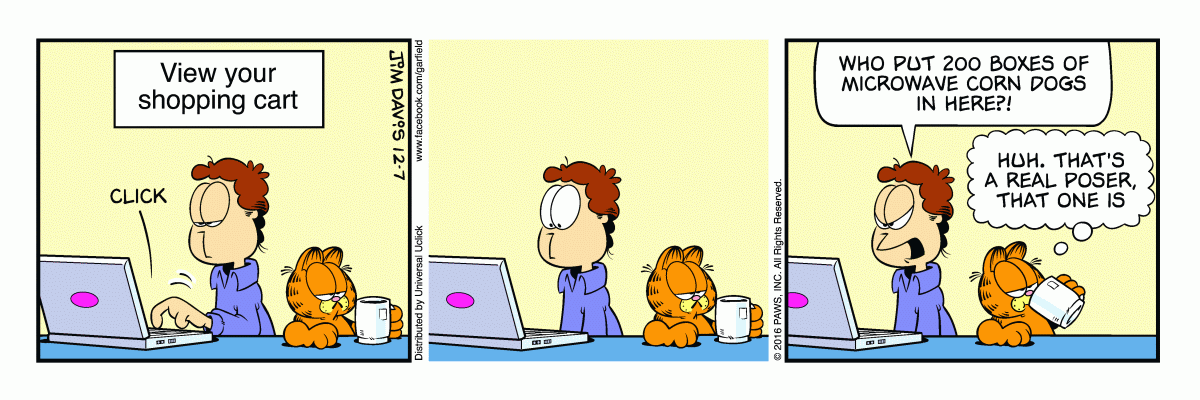 View your
shopping cart
CLICK
JIM DAVIS 12-7
www.facebook.com/garfield
Distributed by Universal Uclick
WHO PUT 200 BOXES OF
MICROWAVE CORN DOGS
IN HERE?!
HUH. THAT'S
A REAL POSER,
THAT ONE IS
© 2016 PAWS, INC. All Rights Reserved.